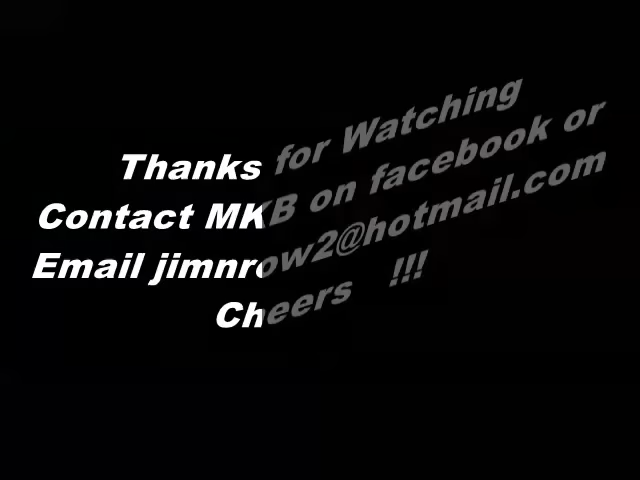 Thanks for Watching
Contact MKB on facebook or
Email jimnrow2@hotmail.com
Cheers !!!